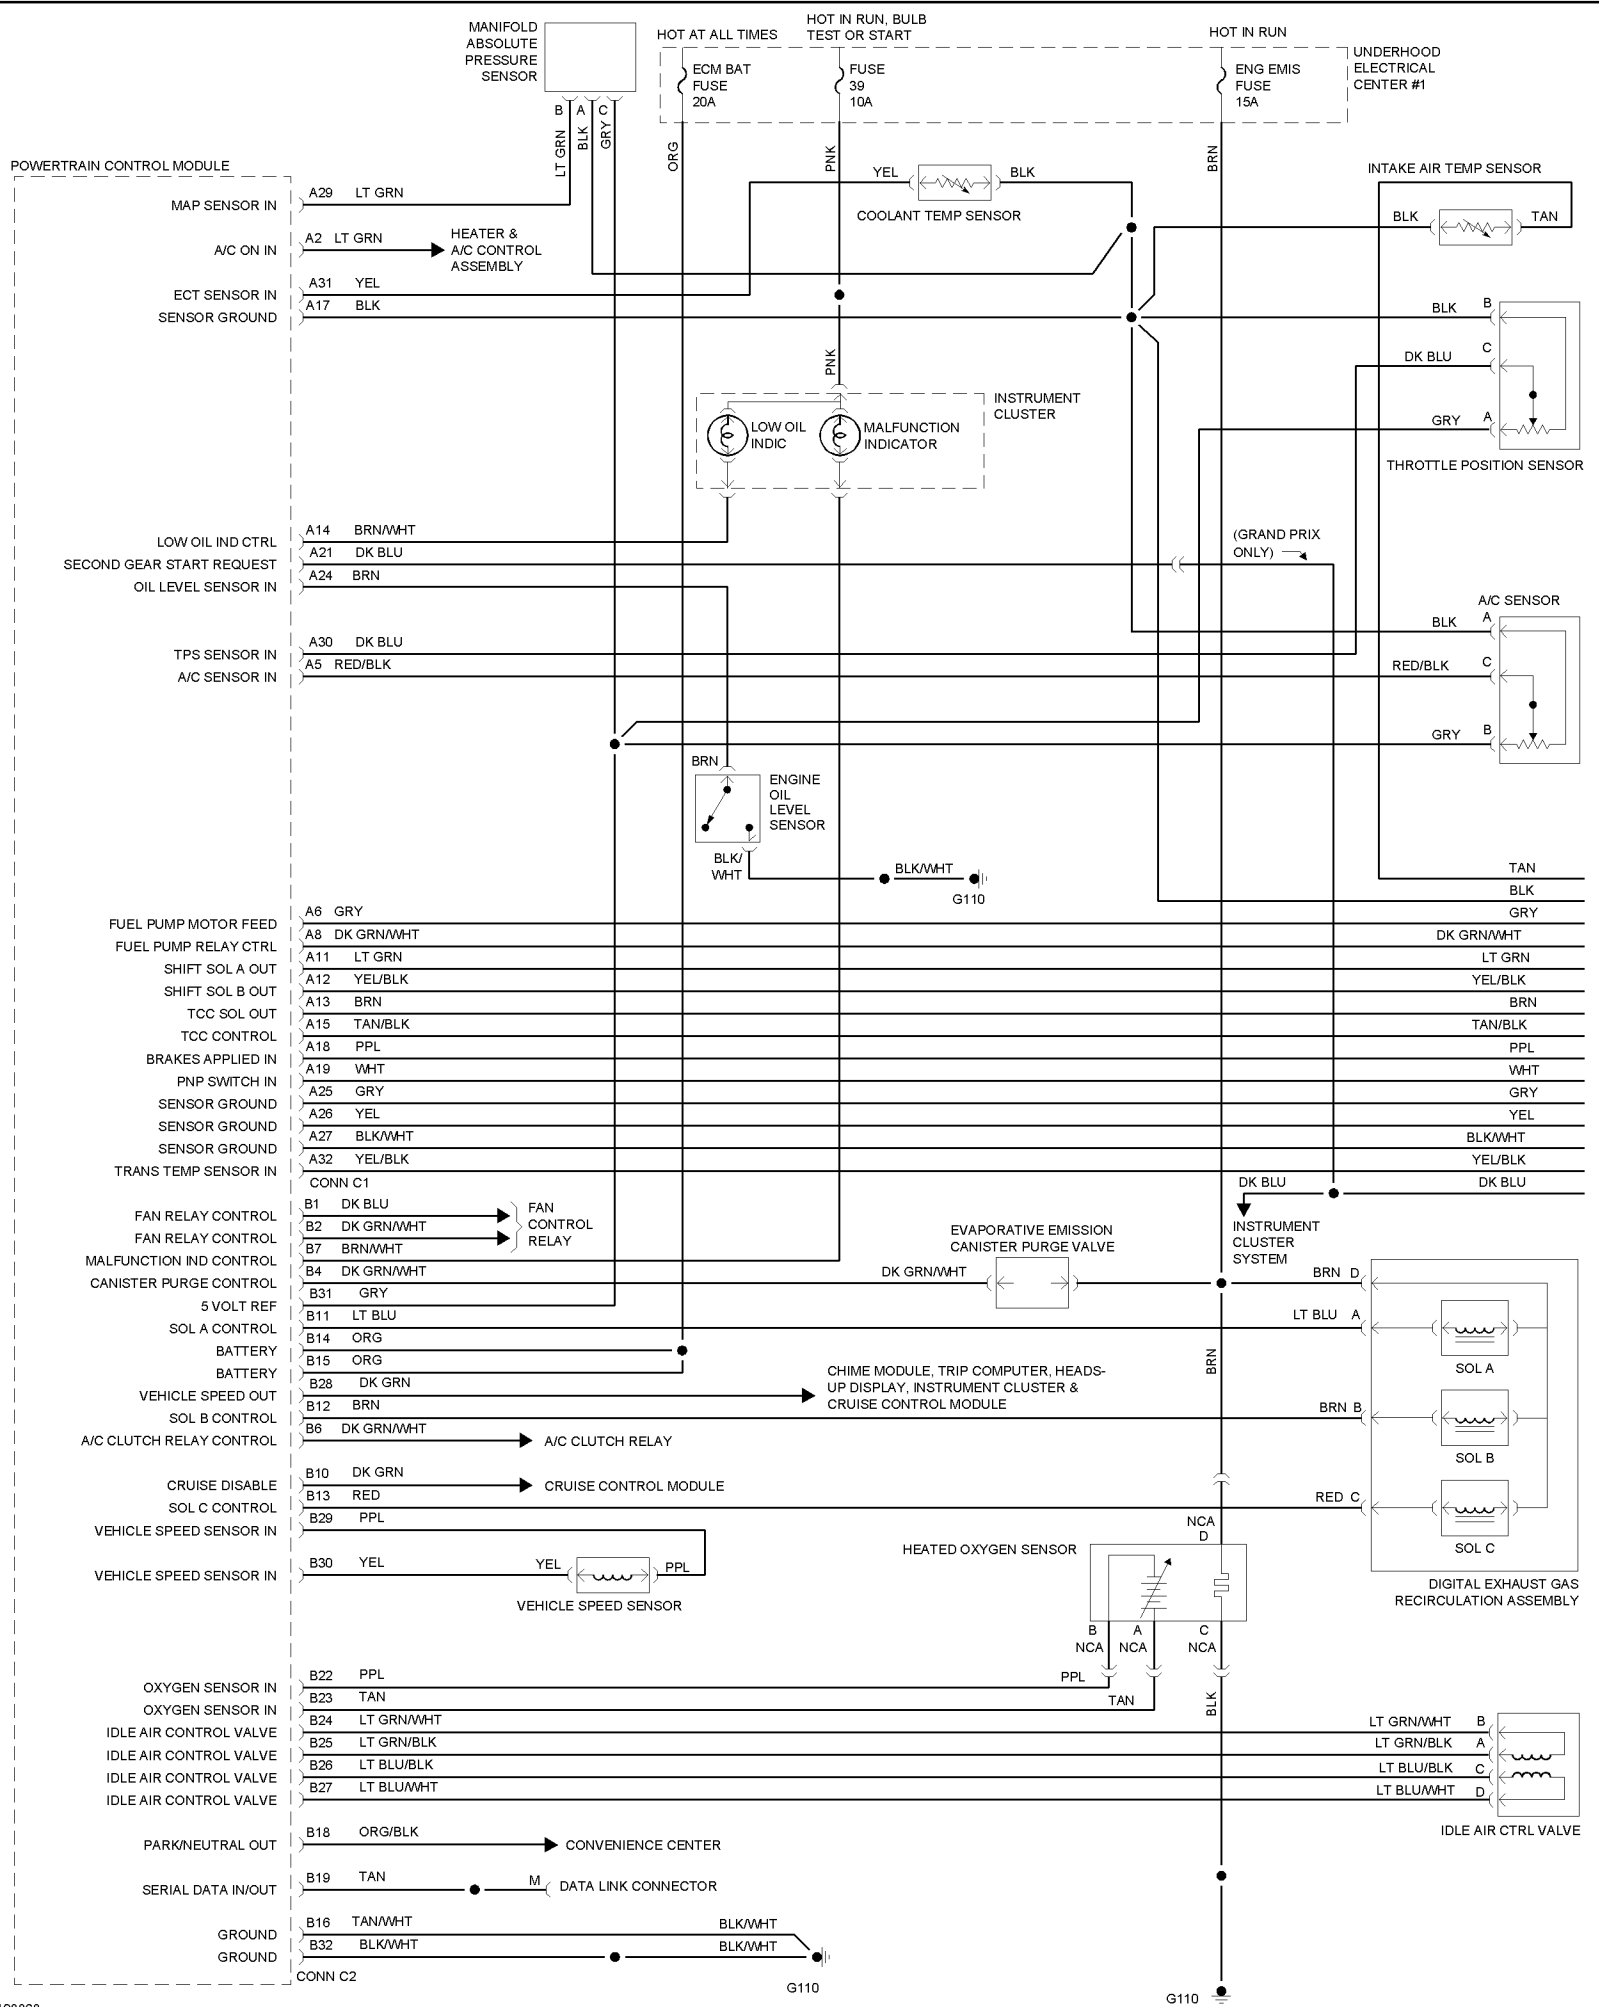 MANIFOLD
ABSOLUTE
PRESSURE
SENSOR
HOT AT ALL TIMES
HOT IN RUN, BULB
TEST OR START
HOT IN RUN
ECM BAT
FUSE
20A
FUSE
39
10A
ENG EMIS
FUSE
15A
UNDERHOOD
ELECTRICAL
CENTER #1
B A C
LT GRN
BLK
GRY
ORG
PNK
BRN
POWERTRAIN CONTROL MODULE
YEL
BLK
COOLANT TEMP SENSOR
INTAKE AIR TEMP SENSOR
BLK
TAN
MAP SENSOR IN A29 LT GRN
A/C ON IN A2 LT GRN
HEATER &
A/C CONTROL
ASSEMBLY
ECT SENSOR IN A31 YEL
SENSOR GROUND A17 BLK
BLK B
DK BLU C
GRY A
THROTTLE POSITION SENSOR
PNK
INSTRUMENT
CLUSTER
LOW OIL
INDIC
MALFUNCTION
INDICATOR
LOW OIL IND CTRL A14 BRN/WHT
SECOND GEAR START REQUEST A21 DK BLU
OIL LEVEL SENSOR IN A24 BRN
(GRAND PRIX
ONLY)
A/C SENSOR
BLK A
RED/BLK C
GRY B
TPS SENSOR IN A30 DK BLU
A/C SENSOR IN A5 RED/BLK
BRN
ENGINE
OIL
LEVEL
SENSOR
BLK/
WHT
BLK/WHT
G110
TAN
BLK
FUEL PUMP MOTOR FEED A6 GRY GRY
FUEL PUMP RELAY CTRL A8 DK GRN/WHT DK GRN/WHT
SHIFT SOL A OUT A11 LT GRN LT GRN
SHIFT SOL B OUT A12 YEL/BLK YEL/BLK
TCC SOL OUT A13 BRN BRN
TCC CONTROL A15 TAN/BLK TAN/BLK
BRAKES APPLIED IN A18 PPL PPL
PNP SWITCH IN A19 WHT WHT
SENSOR GROUND A25 GRY GRY
SENSOR GROUND A26 YEL YEL
SENSOR GROUND A27 BLK/WHT BLK/WHT
TRANS TEMP SENSOR IN A32 YEL/BLK YEL/BLK
CONN C1
DK BLU DK BLU
INSTRUMENT
CLUSTER
SYSTEM
FAN RELAY CONTROL B1 DK BLU
FAN RELAY CONTROL B2 DK GRN/WHT
FAN
CONTROL
RELAY
MALFUNCTION IND CONTROL B7 BRN/WHT
EVAPORATIVE EMISSION
CANISTER PURGE VALVE
CANISTER PURGE CONTROL B4 DK GRN/WHT DK GRN/WHT BRN D
5 VOLT REF B31 GRY
SOL A CONTROL B11 LT BLU LT BLU A
SOL A
BATTERY B14 ORG
BATTERY B15 ORG
BRN
VEHICLE SPEED OUT B28 DK GRN
CHIME MODULE, TRIP COMPUTER, HEADS-
UP DISPLAY, INSTRUMENT CLUSTER &
CRUISE CONTROL MODULE
SOL B CONTROL B12 BRN BRN B
SOL B
A/C CLUTCH RELAY CONTROL B6 DK GRN/WHT A/C CLUTCH RELAY
CRUISE DISABLE B10 DK GRN CRUISE CONTROL MODULE
SOL C CONTROL B13 RED RED C
SOL C
VEHICLE SPEED SENSOR IN B29 PPL
VEHICLE SPEED SENSOR IN B30 YEL YEL PPL
VEHICLE SPEED SENSOR
NCA
D
HEATED OXYGEN SENSOR
DIGITAL EXHAUST GAS
RECIRCULATION ASSEMBLY
B A C
NCA NCA NCA
OXYGEN SENSOR IN B22 PPL PPL
OXYGEN SENSOR IN B23 TAN TAN
BLK
IDLE AIR CONTROL VALVE B24 LT GRN/WHT LT GRN/WHT B
IDLE AIR CONTROL VALVE B25 LT GRN/BLK LT GRN/BLK A
IDLE AIR CONTROL VALVE B26 LT BLU/BLK LT BLU/BLK C
IDLE AIR CONTROL VALVE B27 LT BLU/WHT LT BLU/WHT D
IDLE AIR CTRL VALVE
PARK/NEUTRAL OUT B18 ORG/BLK CONVENIENCE CENTER
SERIAL DATA IN/OUT B19 TAN M DATA LINK CONNECTOR
GROUND B16 TAN/WHT BLK/WHT
GROUND B32 BLK/WHT BLK/WHT
CONN C2
G110
G110